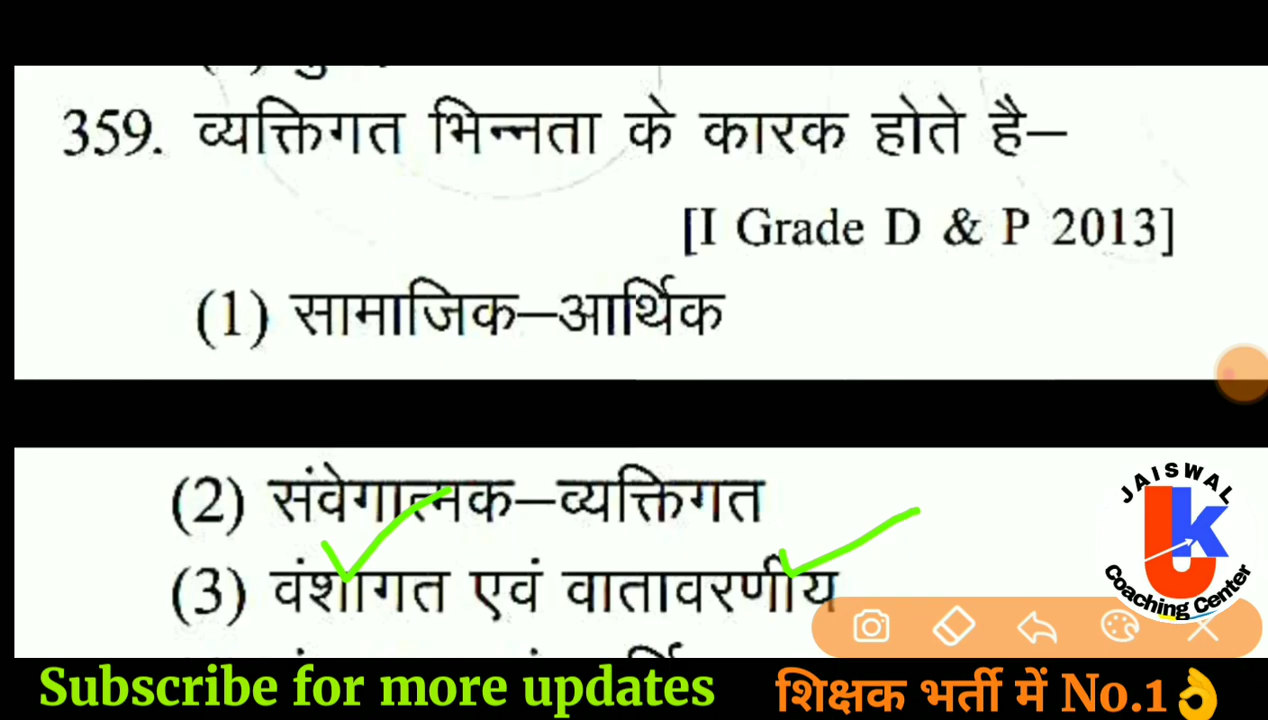 359. व्यक्तिगत भिन्नता के कारक होते है–
[I Grade D & P 2013]
(1) सामाजिक–आर्थिक
(2) संवेगात्मक–व्यक्तिगत
(3) वंशागत एवं वातावरणीय
JAISWAL
JK
Coaching Center
Subscribe for more updates
शिक्षक भर्ती में No.1👌